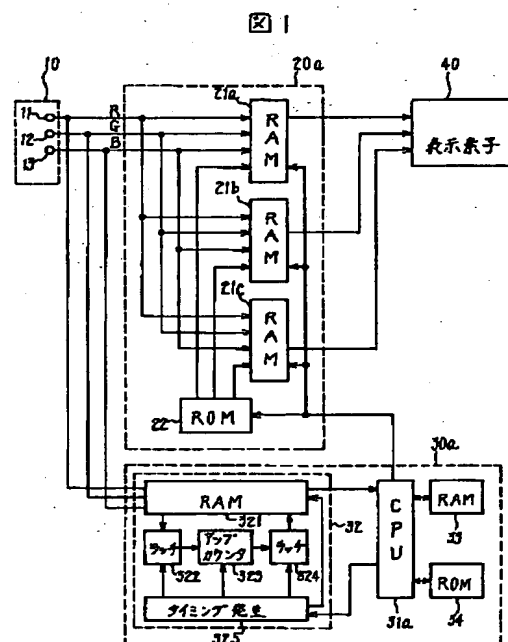 図1
10
20a
40
11
12
13
R
G
B
21a
RAM
表示素子
21b
RAM
21c
RAM
22
ROM
30a
RAM
321
32
CPU
31a
RAM
33
ROM
34
ラッチ
322
アップカウンタ
323
ラッチ
324
タイミング発生
325